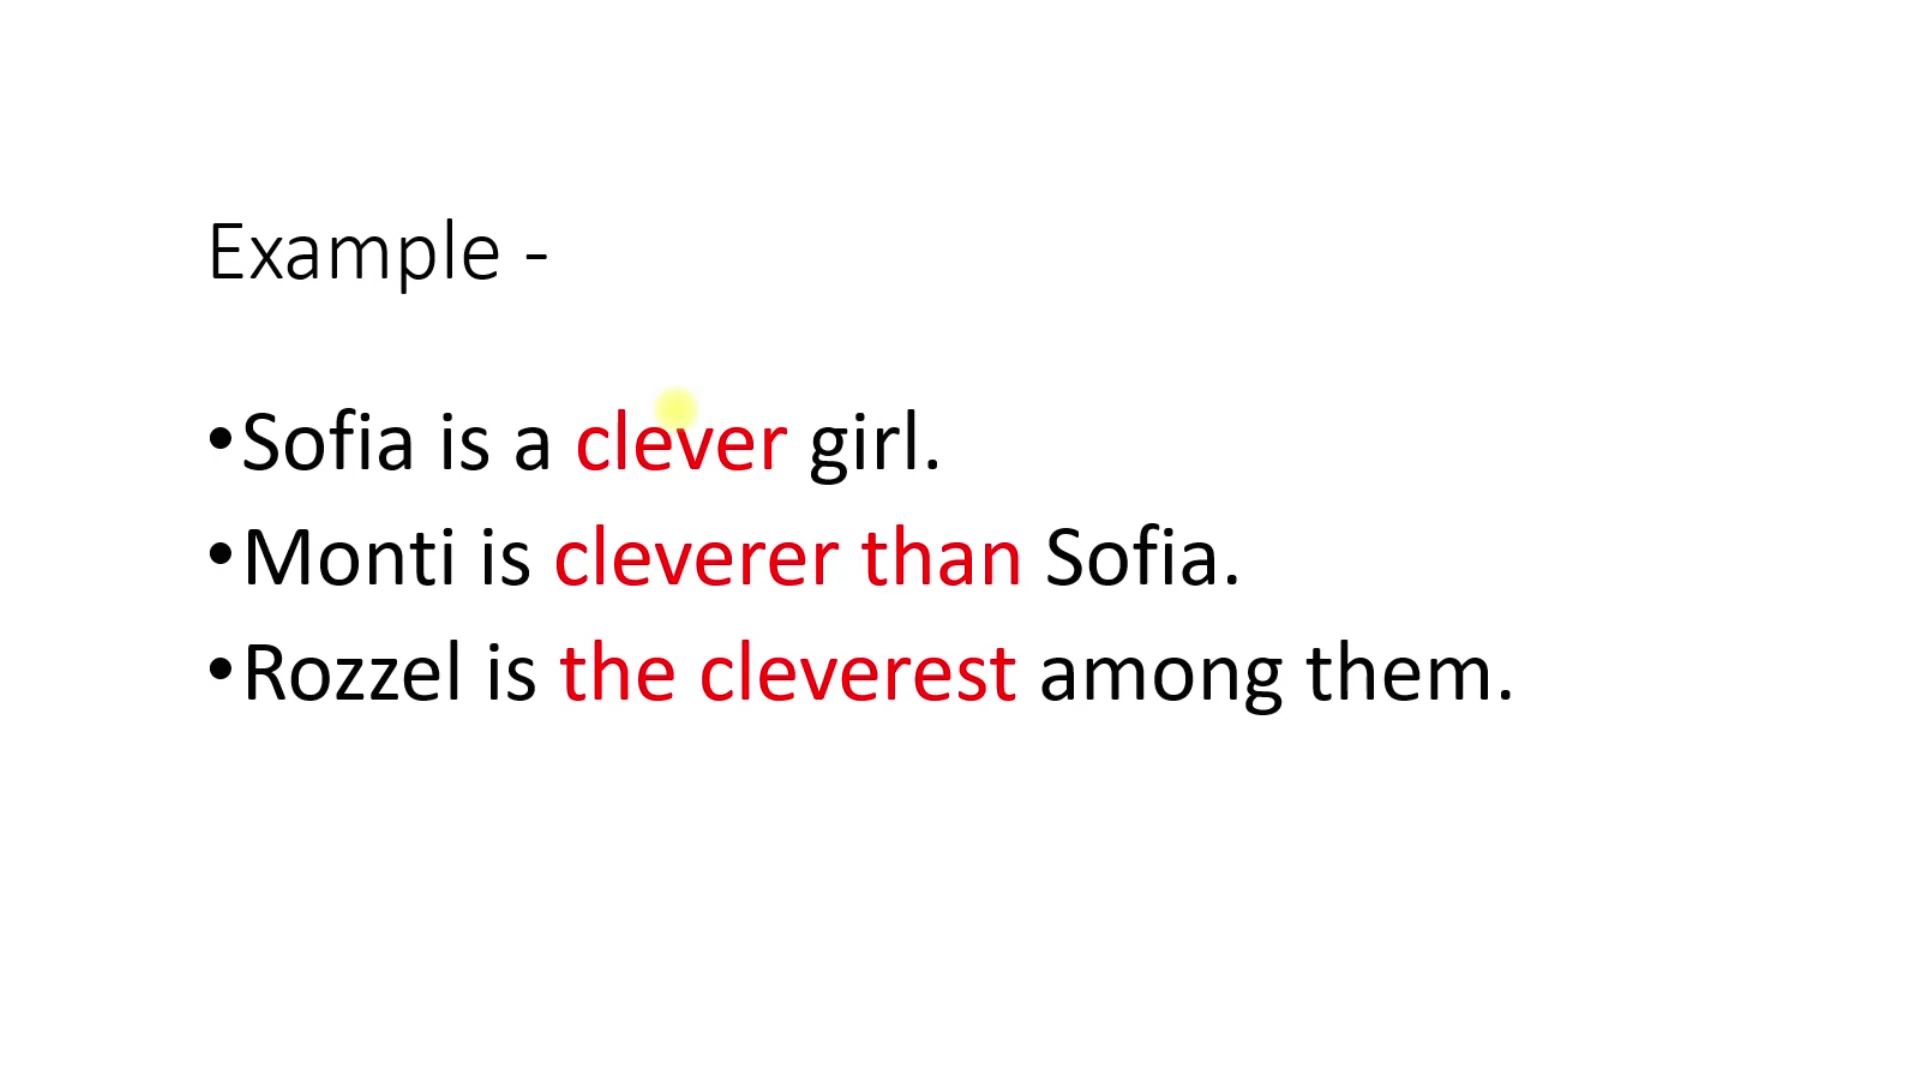 Example -
•Sofia is a clever girl.
•Monti is cleverer than Sofia.
•Rozzel is the cleverest among them.